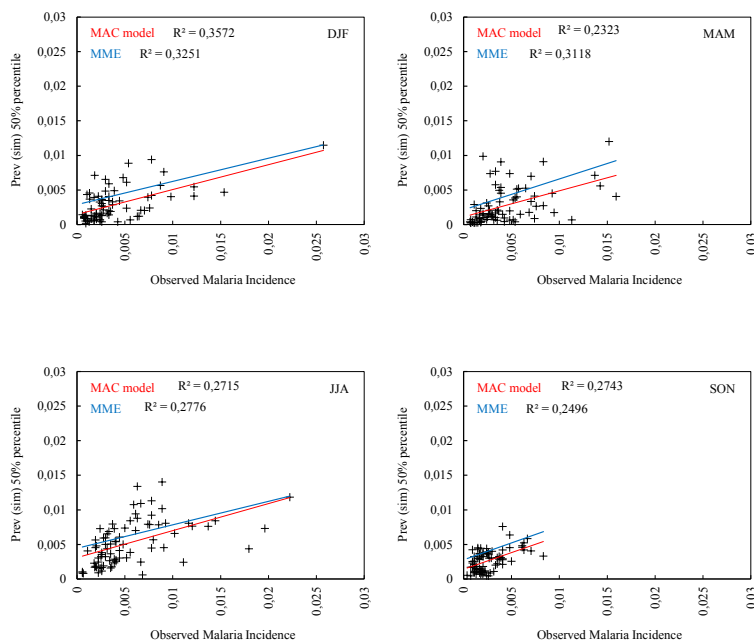 0,03
MAC model R² = 0,3572 DJF
0,025
MME R² = 0,3251
0,02
0,015
0,01
0,005
0
0 0,005 0,01 0,015 0,02 0,025 0,03
Prev (sim) 50% percentile
Observed Malaria Incidence
0,03
MAC model R² = 0,2323 MAM
0,025
MME R² = 0,3118
0,02
0,015
0,01
0,005
0
0 0,005 0,01 0,015 0,02 0,025 0,03
Prev (sim) 50% percentile
Observed Malaria Incidence
0,03
MAC model R² = 0,2715 JJA
0,025
MME R² = 0,2776
0,02
0,015
0,01
0,005
0
0 0,005 0,01 0,015 0,02 0,025 0,03
Prev (sim) 50% percentile
Observed Malaria Incidence
0,03
MAC model R² = 0,2743 SON
0,025
MME R² = 0,2496
0,02
0,015
0,01
0,005
0
0 0,005 0,01 0,015 0,02 0,025 0,03
Prev (sim) 50% percentile
Observed Malaria Incidence